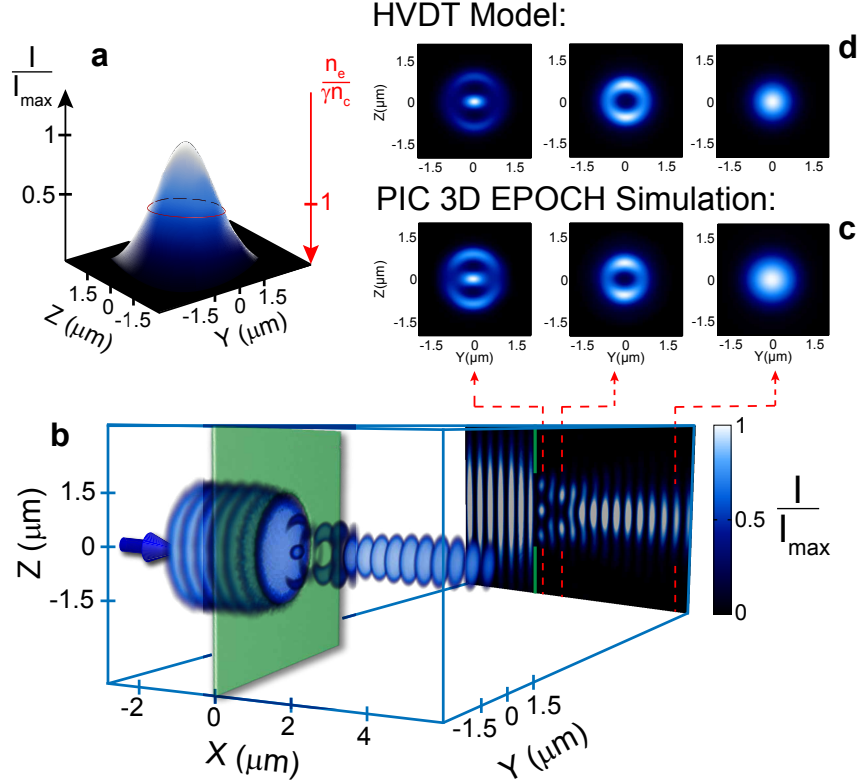 HVDT Model:
a
I
I_max
n_e
γn_c
1
0.5
1
Z (μm)
1.5
0
-1.5
Y (μm)
-1.5
0
1.5
d
Z(μm)
1.5
0
-1.5
-1.5 0 1.5
-1.5 0 1.5
-1.5 0 1.5
PIC 3D EPOCH Simulation:
c
Z(μm)
1.5
0
-1.5
-1.5 0 1.5
-1.5 0 1.5
-1.5 0 1.5
Y(μm)
Y(μm)
Y(μm)
b
Z (μm)
1.5
0
-1.5
-2 0 2 4
X (μm)
-1.5 0 1.5
Y (μm)
1
0.5
0
I
I_max